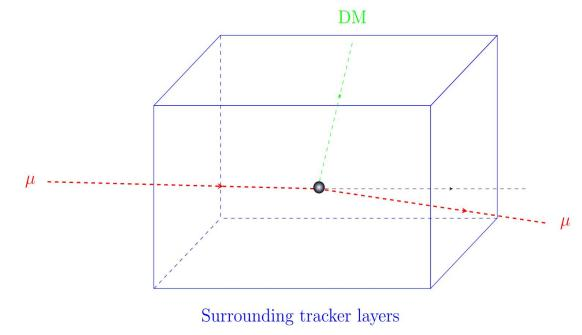 DM
μ
μ
Surrounding tracker layers